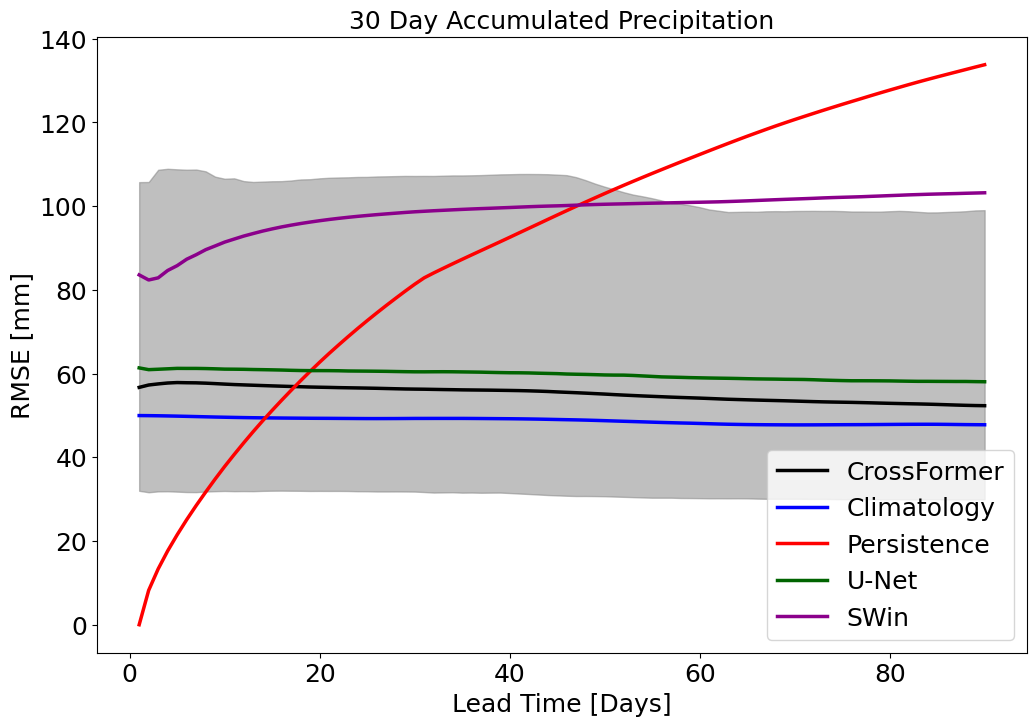 30 Day Accumulated Precipitation
RMSE [mm]
140
120
100
80
60
40
20
0
0 20 40 60 80
Lead Time [Days]
CrossFormer
Climatology
Persistence
U-Net
SWin